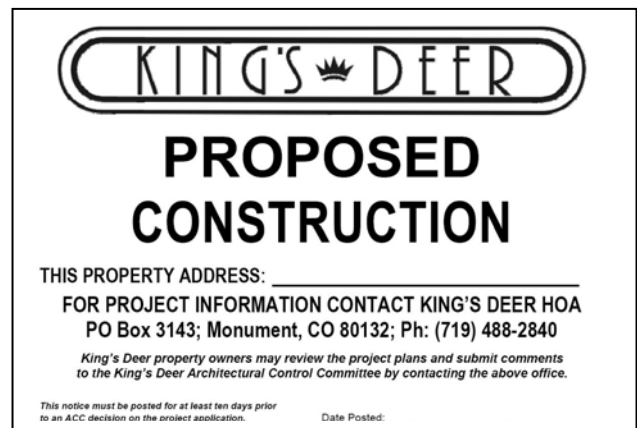 KING'S DEER
PROPOSED
CONSTRUCTION
THIS PROPERTY ADDRESS:
FOR PROJECT INFORMATION CONTACT KING'S DEER HOA
PO Box 3143; Monument, CO 80132; Ph: (719) 488-2840
King's Deer property owners may review the project plans and submit comments
to the King's Deer Architectural Control Committee by contacting the above office.
This notice must be posted for at least ten days prior
to an ACC decision on the project application.
Date Posted: